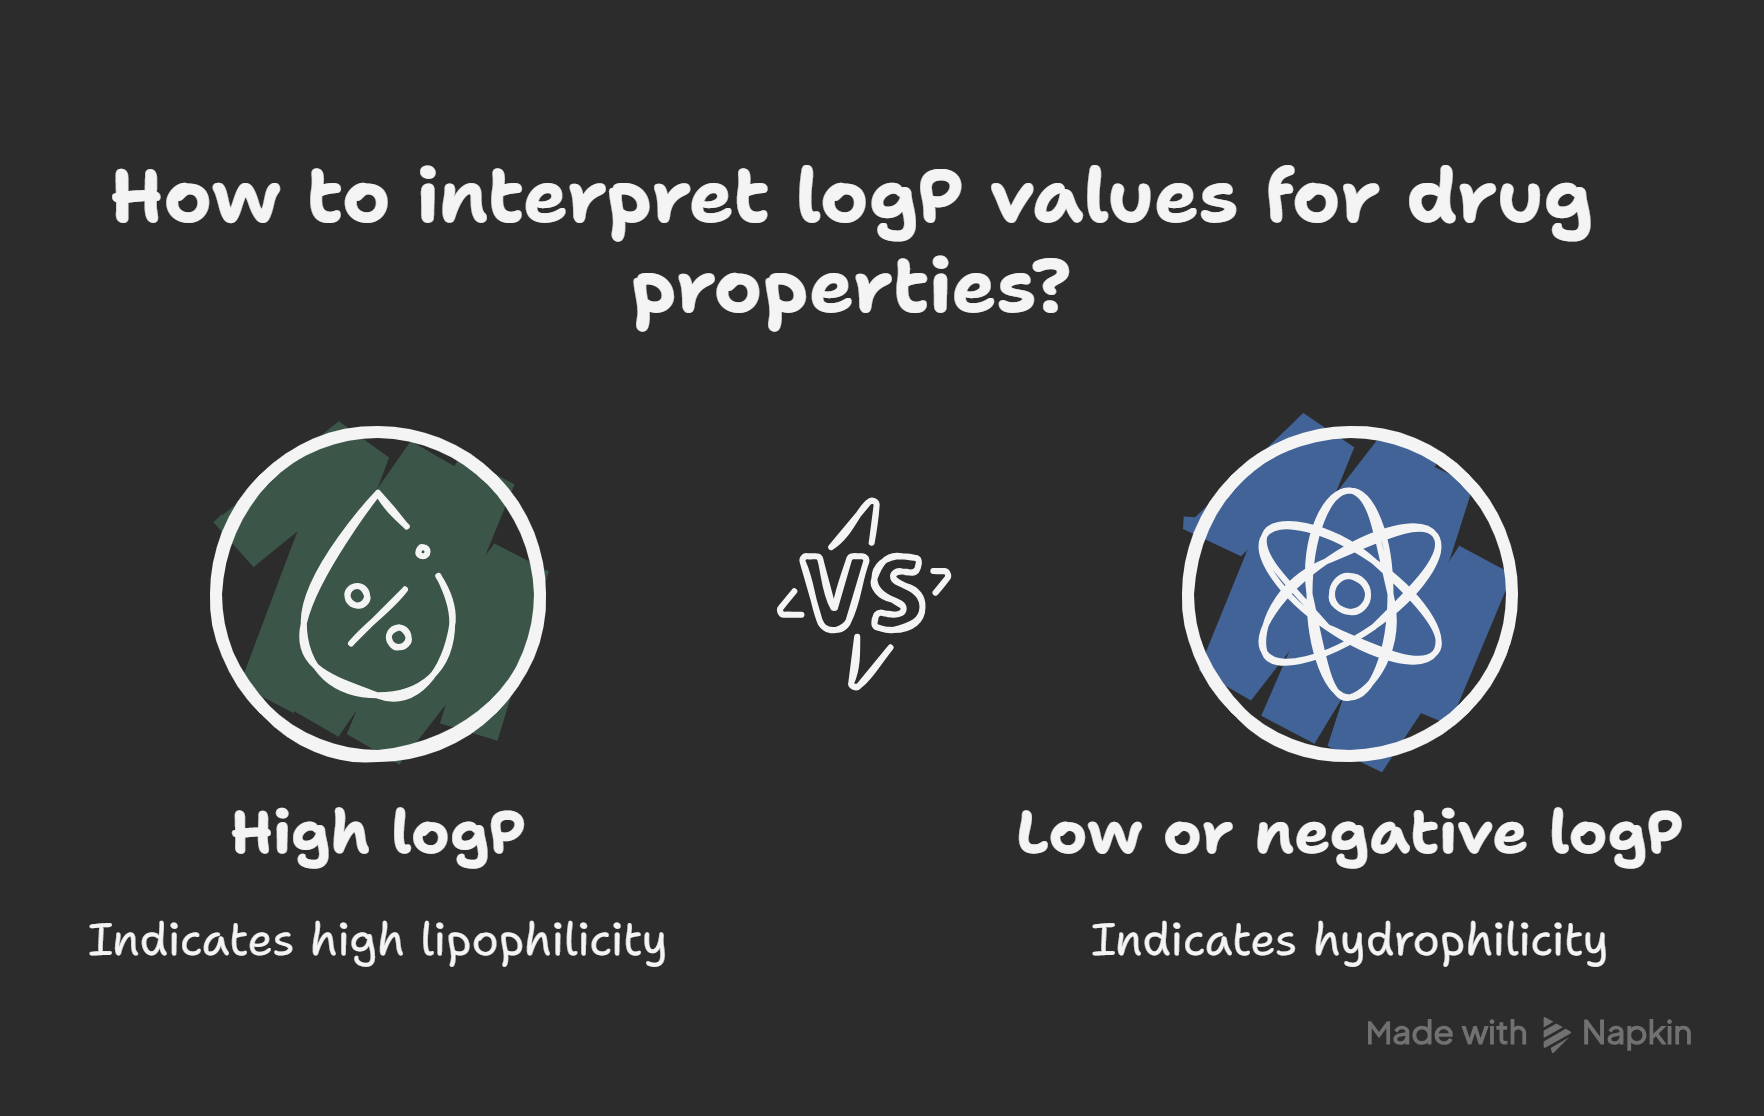 How to interpret logP values for drug
properties?
VS
High logP
Low or negative logP
Indicates high lipophilicity
Indicates hydrophilicity
Made with Napkin